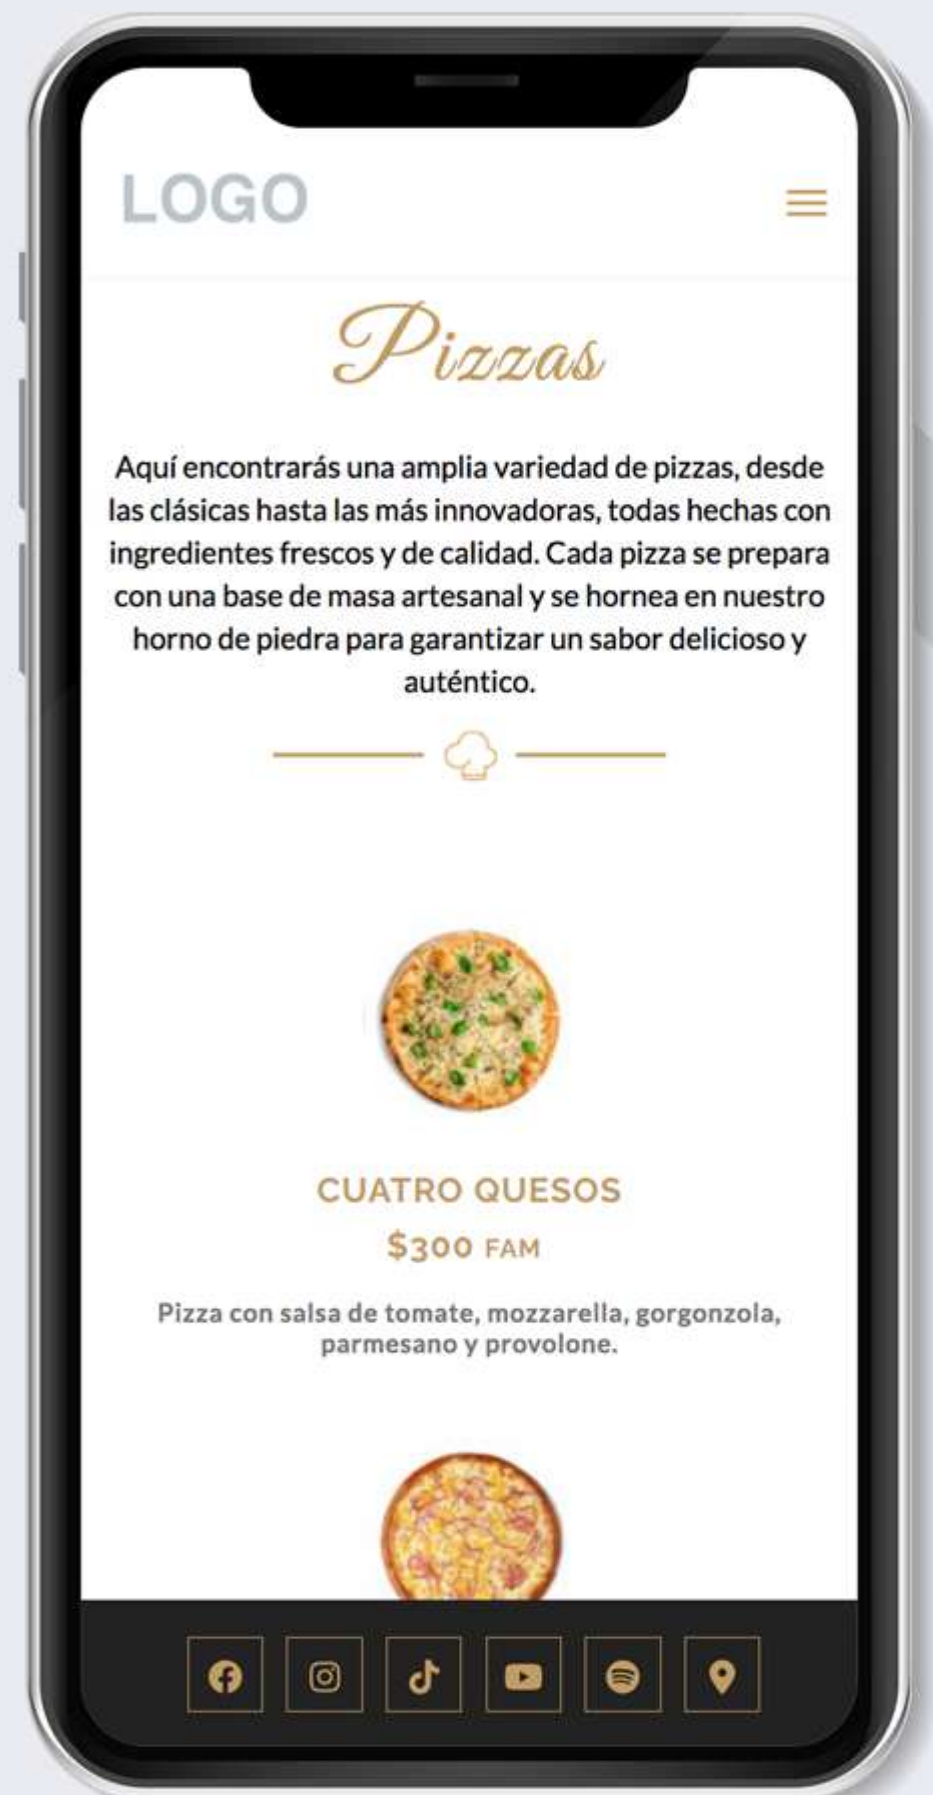 LOGO
Pizzas
Aquí encontrarás una amplia variedad de pizzas, desde
las clásicas hasta las más innovadoras, todas hechas con
ingredientes frescos y de calidad. Cada pizza se prepara
con una base de masa artesanal y se hornea en nuestro
horno de piedra para garantizar un sabor delicioso y
auténtico.
CUATRO QUESOS
$300 FAM
Pizza con salsa de tomate, mozzarella, gorgonzola,
parmesano y provolone.